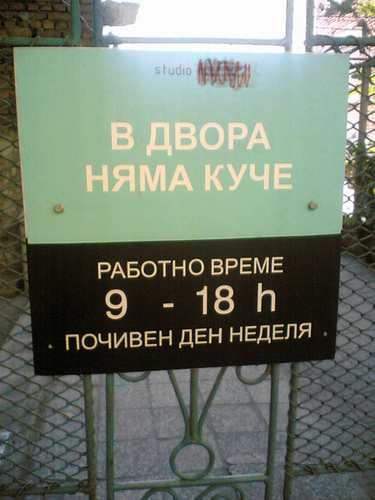 studio
В ДВОРА
НЯМА КУЧЕ
РАБОТНО ВРЕМЕ
9 - 18 h
ПОЧИВЕН ДЕН НЕДЕЛЯ